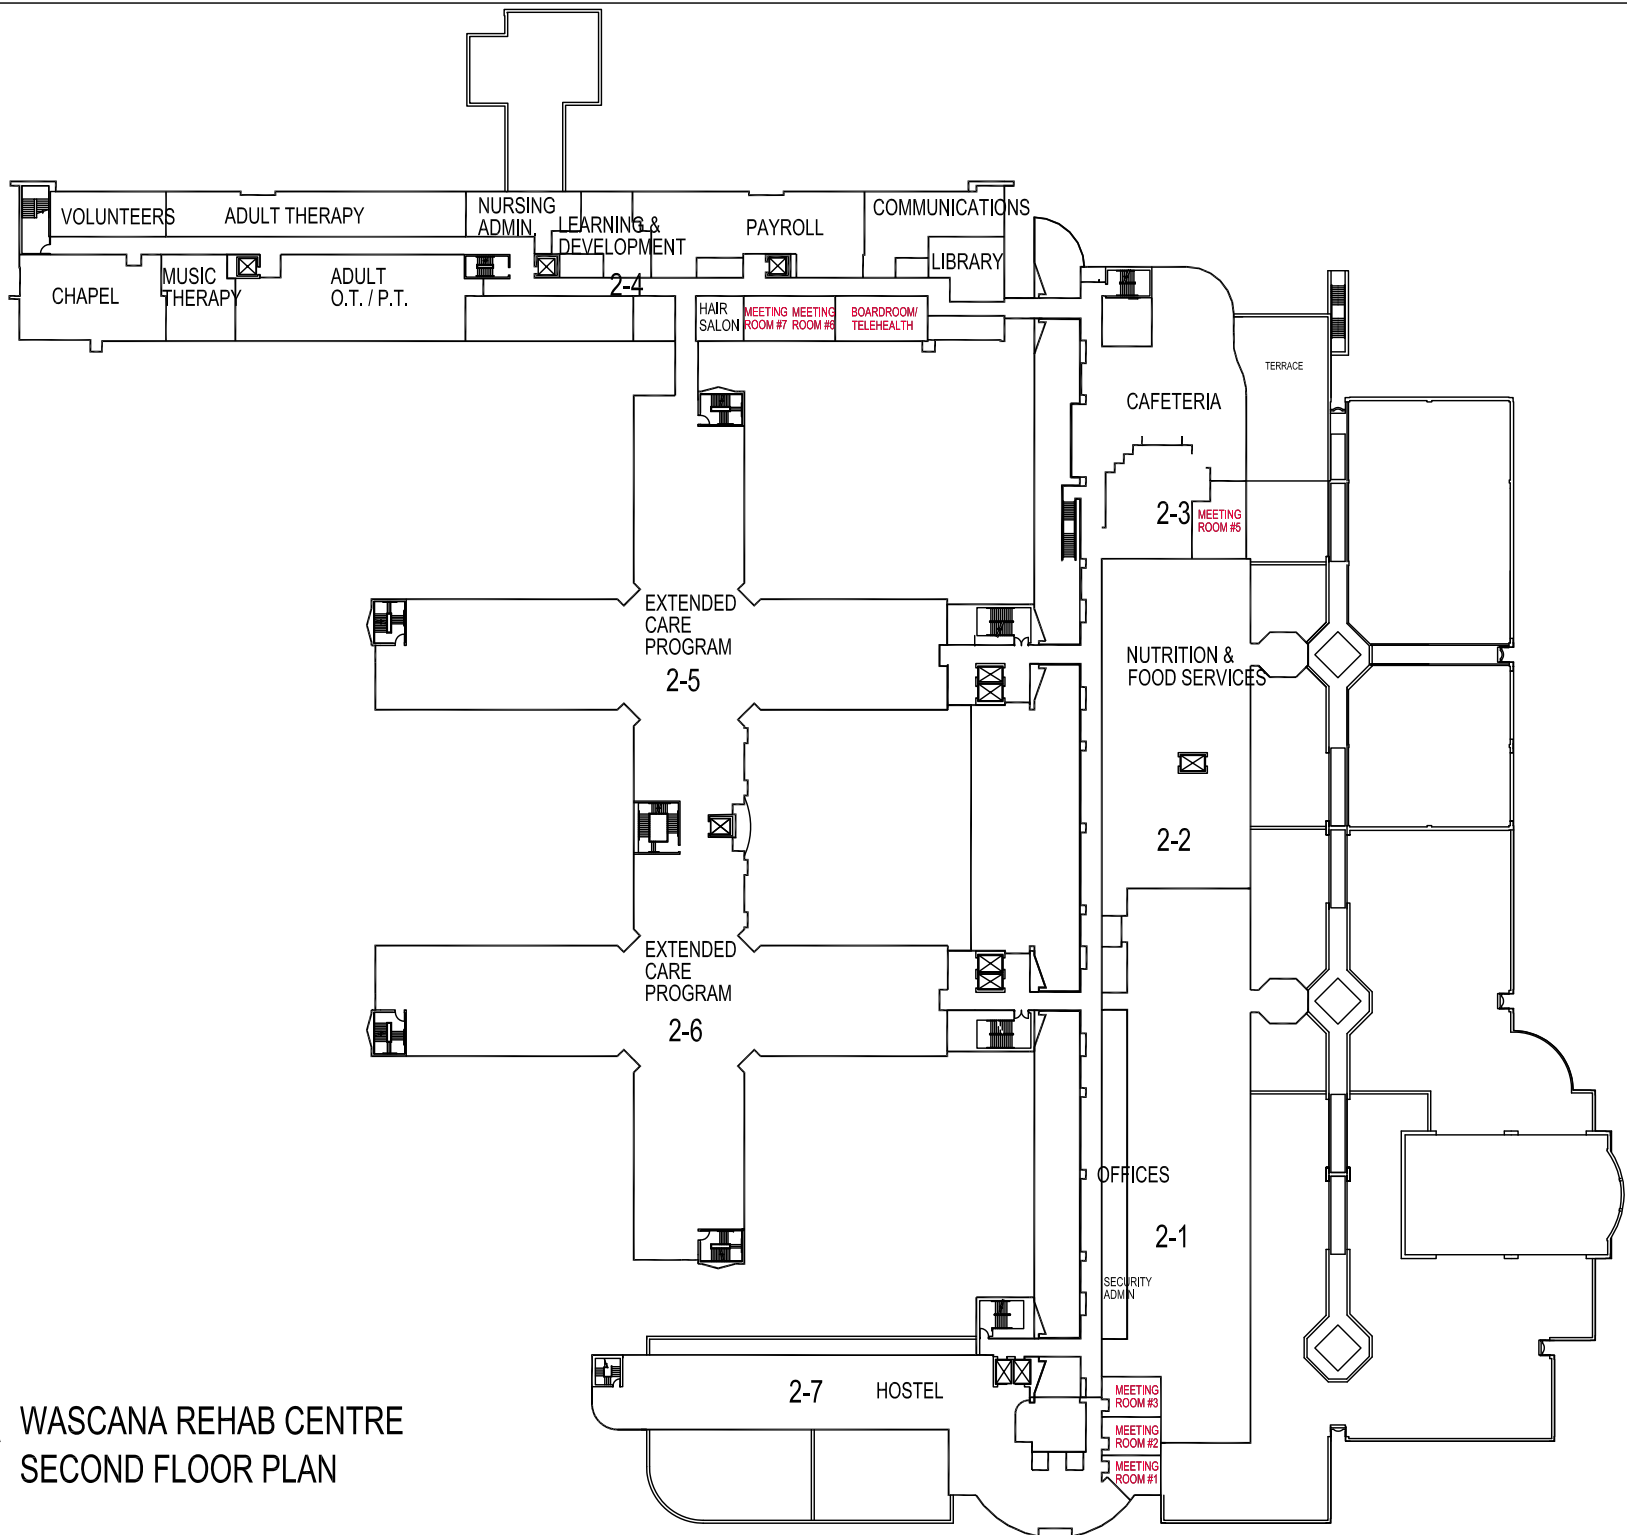 VOLUNTEERS
ADULT THERAPY
NURSING
ADMIN
LEARNING &
DEVELOPMENT
2-4
PAYROLL
COMMUNICATIONS
LIBRARY
CHAPEL
MUSIC
THERAPY
ADULT
O.T. / P.T.
HAIR
SALON
MEETING
ROOM #7
MEETING
ROOM #6
BOARDROOM/
TELEHEALTH
TERRACE
CAFETERIA
2-3
MEETING
ROOM #5
EXTENDED
CARE
PROGRAM
2-5
NUTRITION &
FOOD SERVICES
2-2
EXTENDED
CARE
PROGRAM
2-6
OFFICES
2-1
SECURITY
ADMIN
2-7
HOSTEL
MEETING
ROOM #3
MEETING
ROOM #2
MEETING
ROOM #1
WASCANA REHAB CENTRE
SECOND FLOOR PLAN